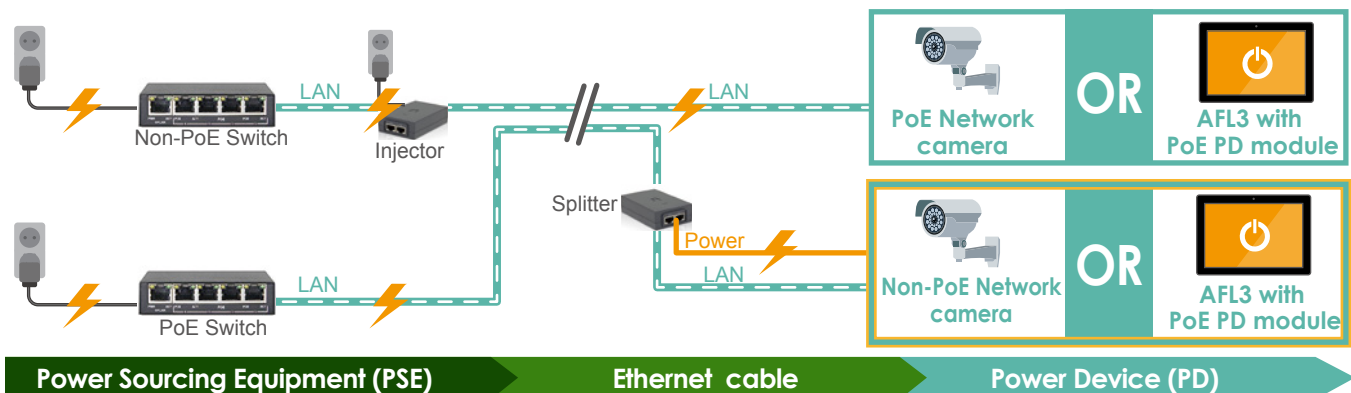 LAN
LAN
OR
Non-PoE Switch
Injector
PoE Network
camera
AFL3 with
PoE PD module
Splitter
Power
LAN
LAN
OR
PoE Switch
Non-PoE Network
camera
AFL3 with
PoE PD module
Power Sourcing Equipment (PSE)
Ethernet cable
Power Device (PD)